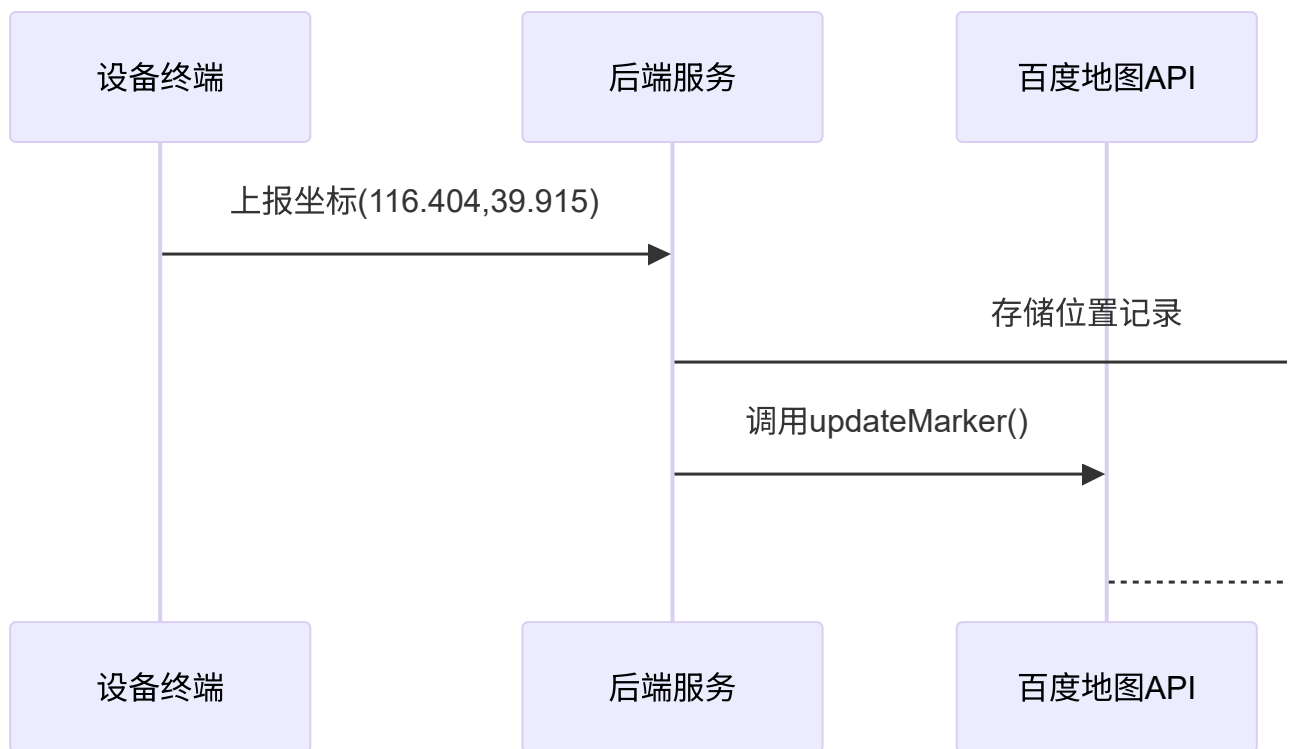 设备终端
后端服务
百度地图API
上报坐标(116.404,39.915)
存储位置记录
调用updateMarker()
设备终端
后端服务
百度地图API